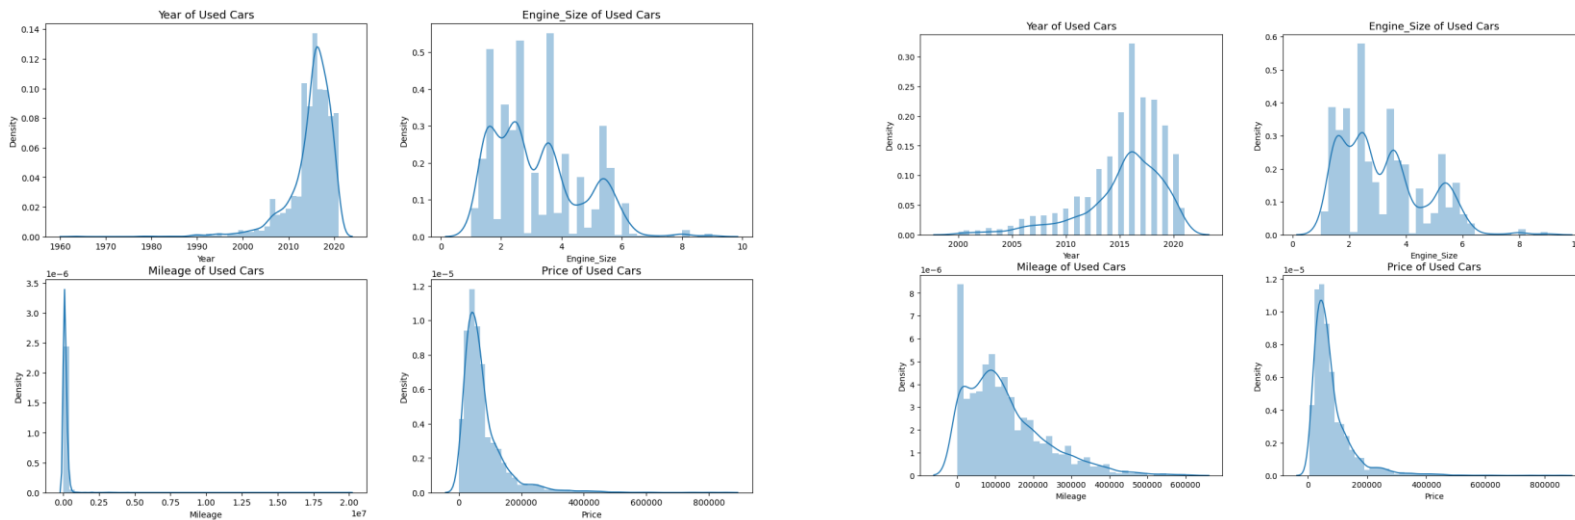 Year of Used Cars
0.14
0.12
0.10
0.08
0.06
0.04
0.02
0.00
Density
1960 1970 1980 1990 2000 2010 2020
Year
Engine_Size of Used Cars
0.5
0.4
0.3
0.2
0.1
0.0
Density
2 4 6 8 10
Engine_Size
Mileage of Used Cars
1e-6
3.5
3.0
2.5
2.0
1.5
1.0
0.5
0.0
Density
0.00 0.25 0.50 0.75 1.00 1.25 1.50 1.75 2.00
1e7
Mileage
Price of Used Cars
1e-5
1.2
1.0
0.8
0.6
0.4
0.2
0.0
Density
0 200000 400000 600000 800000
Price
Year of Used Cars
0.30
0.25
0.20
0.15
0.10
0.05
0.00
Density
2000 2005 2010 2015 2020
Year
Engine_Size of Used Cars
0.6
0.5
0.4
0.3
0.2
0.1
0.0
Density
0 2 4 6 8
Engine_Size
Mileage of Used Cars
1e-6
8
7
6
5
4
3
2
1
0
Density
0 100000 200000 300000 400000 500000 600000
Mileage
Price of Used Cars
1e-5
1.2
1.0
0.8
0.6
0.4
0.2
0.0
Density
0 200000 400000 600000 800000
Price